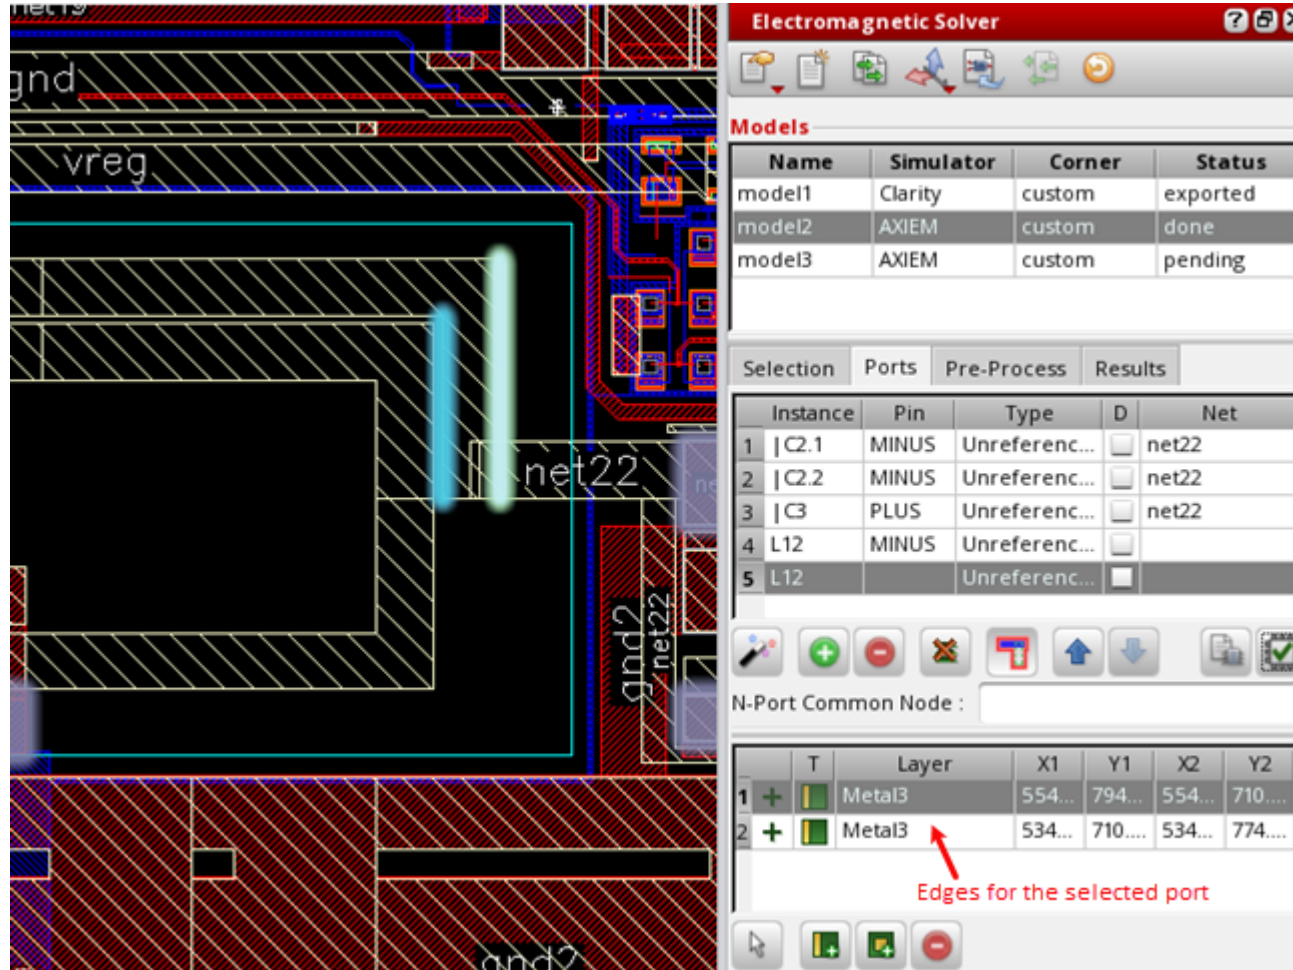 net19
gnd
vreg
net22
gnd2
net22
gnd2
Electromagnetic Solver
Models
Name Simulator Corner Status
model1 Clarity custom exported
model2 AXIEM custom done
model3 AXIEM custom pending
Selection Ports Pre-Process Results
Instance Pin Type D Net
1 |C2.1 MINUS Unreferenc... net22
2 |C2.2 MINUS Unreferenc... net22
3 |C3 PLUS Unreferenc... net22
4 L12 MINUS Unreferenc...
5 L12 Unreferenc...
N-Port Common Node :
T Layer X1 Y1 X2 Y2
1 + Metal3 554... 794... 554... 710....
2 + Metal3 534... 710.... 534... 774....
Edges for the selected port